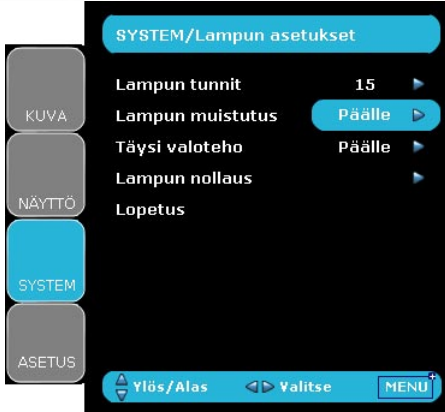 SYSTEM/Lampun asetukset
Lampun tunnit 15
Lampun muistutus Päälle
Täysi valoteho Päälle
Lampun nollaus
Lopetus
KUVA
NÄYTTÖ
SYSTEM
ASETUS
Ylös/Alas Valitse MENU